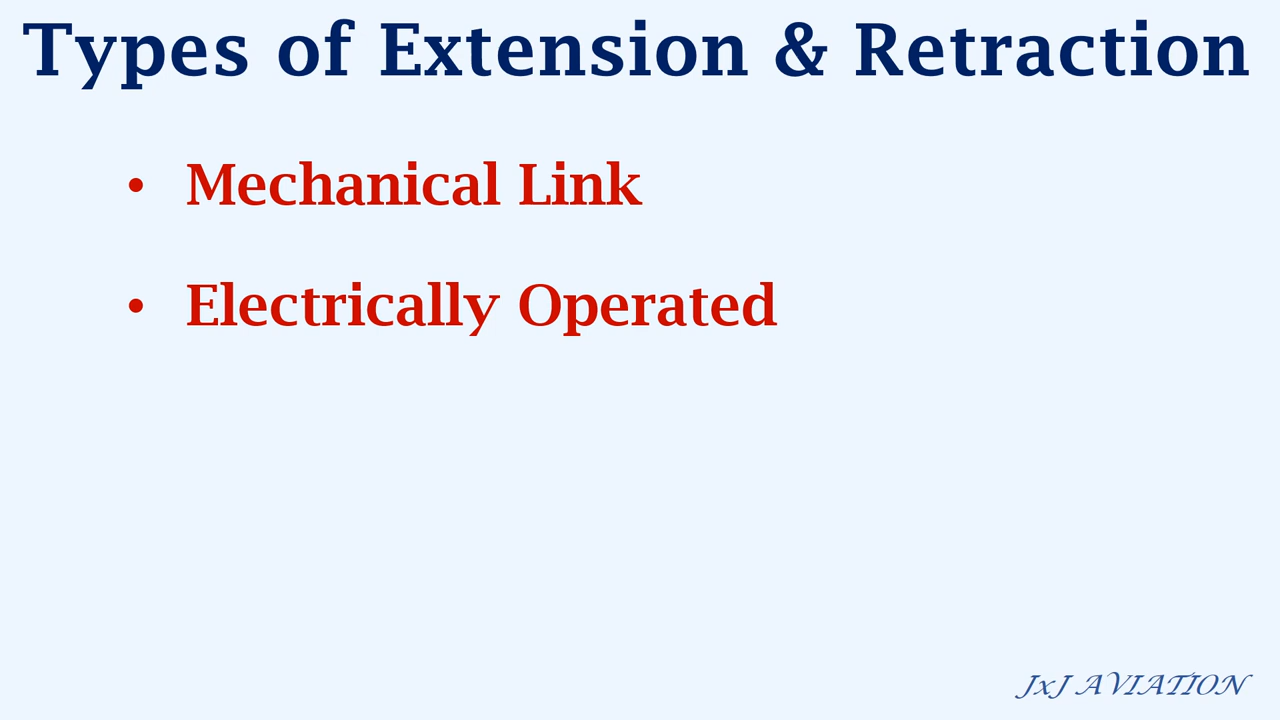 Types of Extension & Retraction
• Mechanical Link
• Electrically Operated
JxJ AVIATION